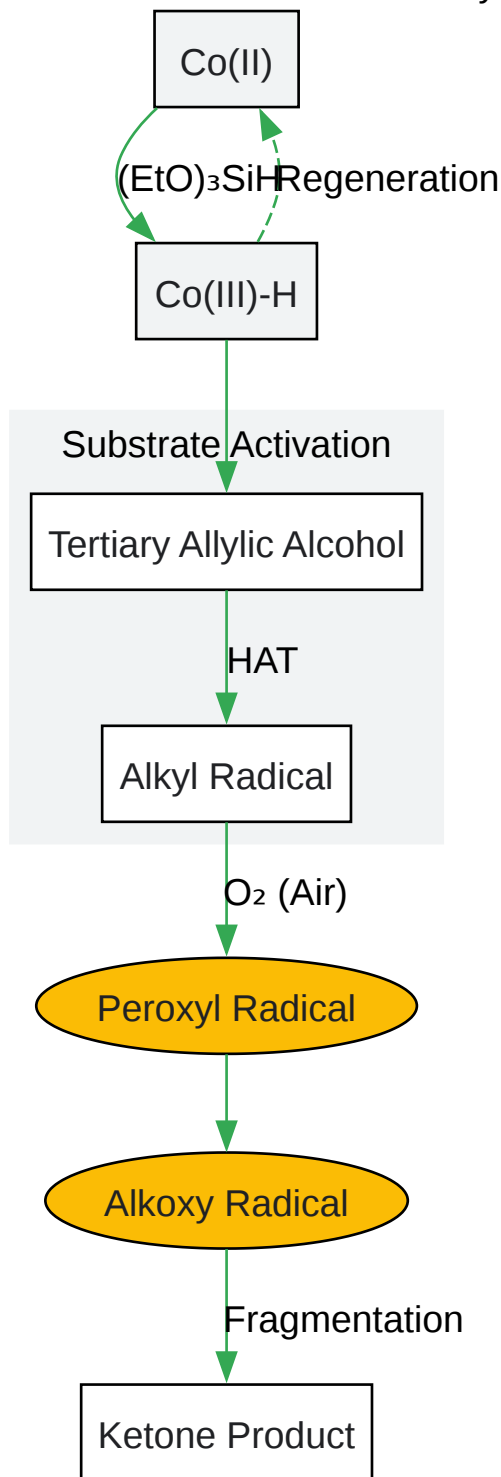 Co(II)
(EtO)₃SiH
Regeneration
Co(III)-H
Substrate Activation
Tertiary Allylic Alcohol
HAT
Alkyl Radical
O₂ (Air)
Peroxyl Radical
Alkoxy Radical
Fragmentation
Ketone Product